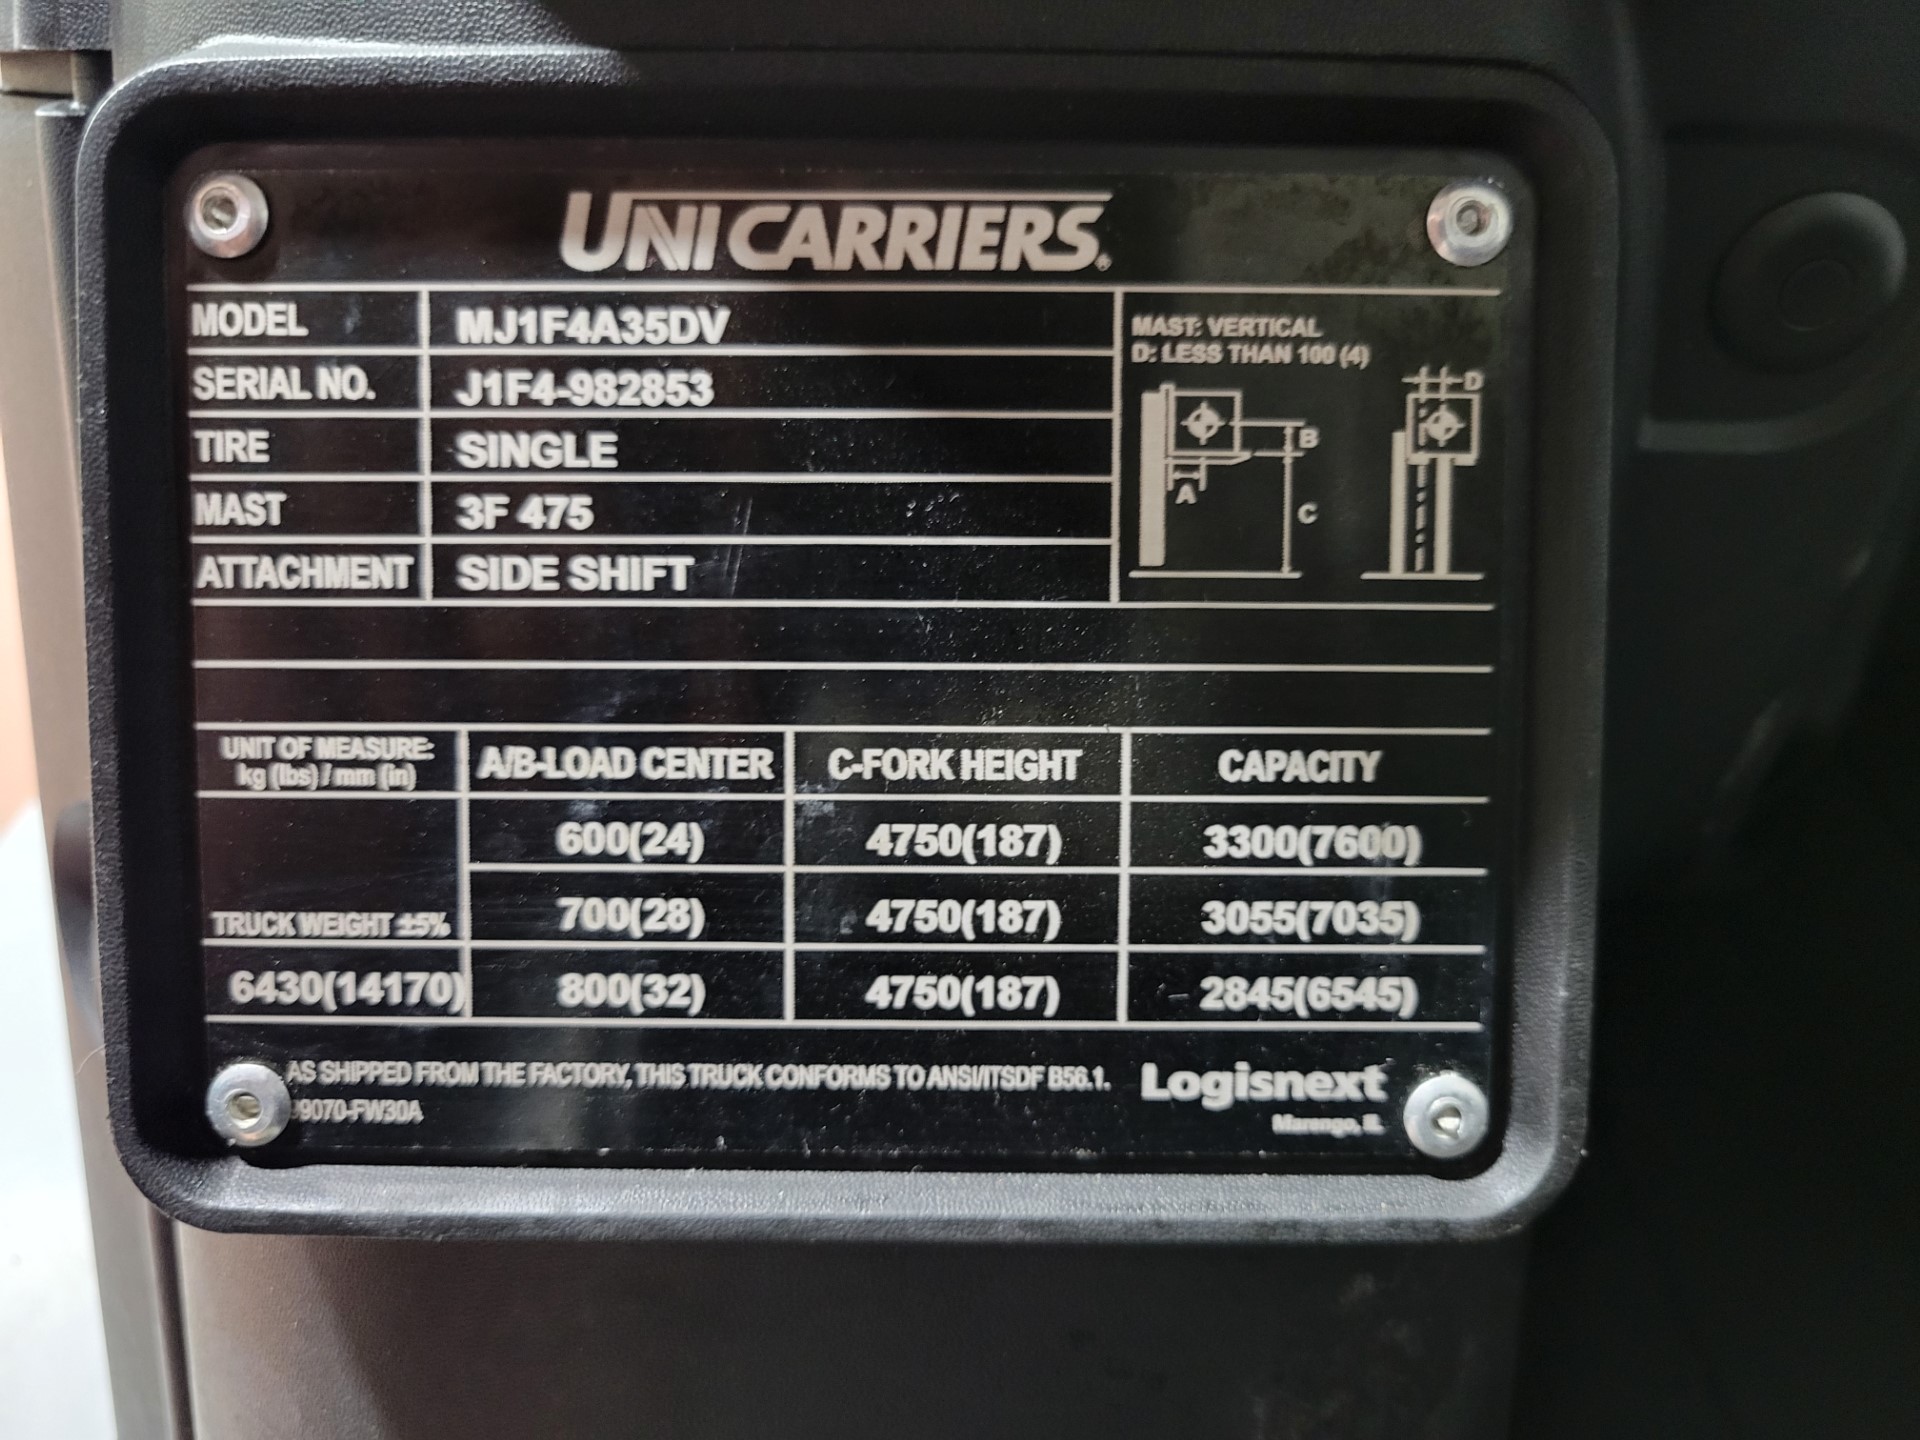 UNICARRIERS®
MODEL MJ1F4A35DV
SERIAL NO. J1F4-982853
TIRE SINGLE
MAST 3F 475
ATTACHMENT SIDE SHIFT
MAST: VERTICAL
D: LESS THAN 100 (4)
D
B
A
C
UNIT OF MEASURE:
kg (lbs) / mm (in)
A/B-LOAD CENTER C-FORK HEIGHT CAPACITY
600(24) 4750(187) 3300(7600)
TRUCK WEIGHT ±5% 700(28) 4750(187) 3055(7035)
6430(14170) 800(32) 4750(187) 2845(6545)
AS SHIPPED FROM THE FACTORY, THIS TRUCK CONFORMS TO ANSI/ITSDF B56.1.
9070-FW30A
Logisnext
Marengo, IL